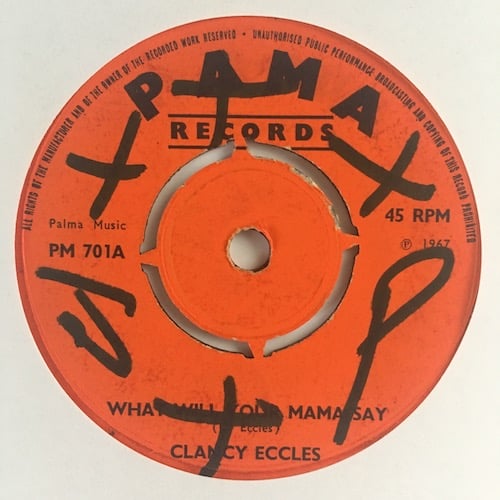 ALL RIGHTS OF THE MANUFACTURER AND OF THE OWNER OF THE RECORDED WORK RESERVED • UNAUTHORISED PUBLIC PERFORMANCE BROADCASTING AND COPYING OF THIS RECORD PROHIBITED
PAMA
RECORDS
Palma Music
45 RPM
PM 701A
℗ 1967
WHAT WILL YOUR MAMA SAY
Eccles)
CLANCY ECCLES